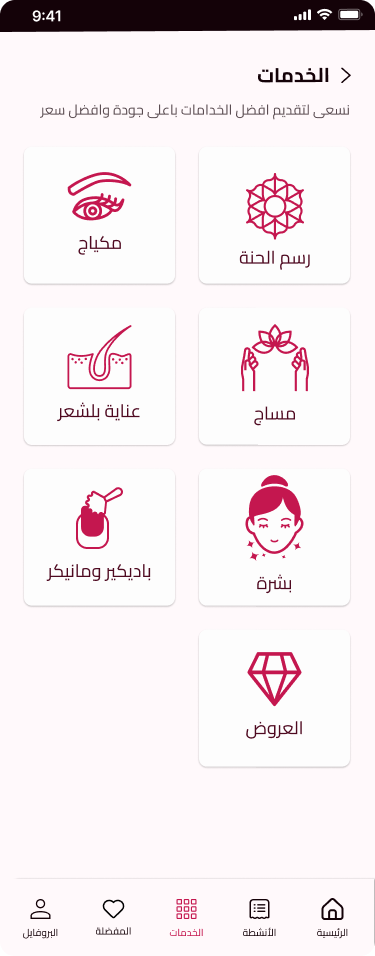 9:41
الخدمات
نسعى لتقديم افضل الخدامات باعلى جودة وافضل سعر
رسم الحنة
مكياج
مساج
عناية بلشعر
بشرة
باديكير ومانيكر
العروض
الرئيسية
الأنشطة
الخدمات
المفضلة
البروفايل